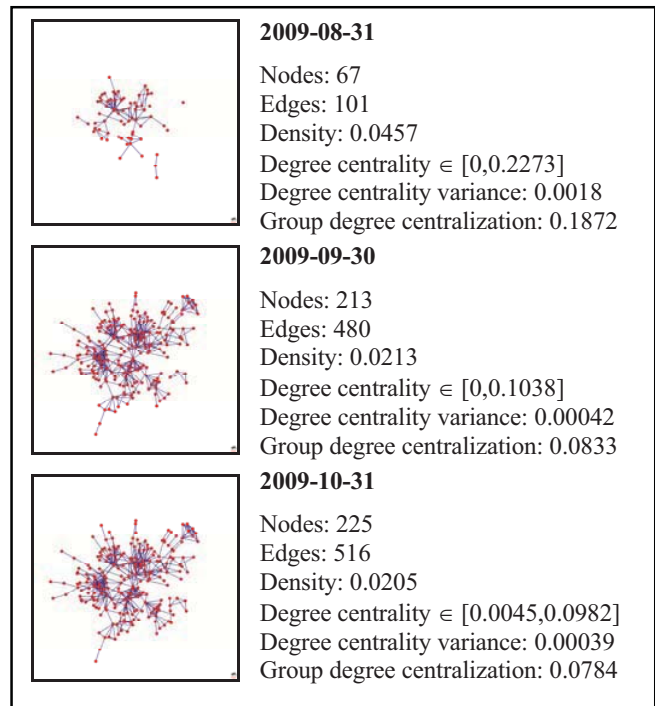 2009-08-31
Nodes: 67
Edges: 101
Density: 0.0457
Degree centrality ∈ [0,0.2273]
Degree centrality variance: 0.0018
Group degree centralization: 0.1872
2009-09-30
Nodes: 213
Edges: 480
Density: 0.0213
Degree centrality ∈ [0,0.1038]
Degree centrality variance: 0.00042
Group degree centralization: 0.0833
2009-10-31
Nodes: 225
Edges: 516
Density: 0.0205
Degree centrality ∈ [0.0045,0.0982]
Degree centrality variance: 0.00039
Group degree centralization: 0.0784